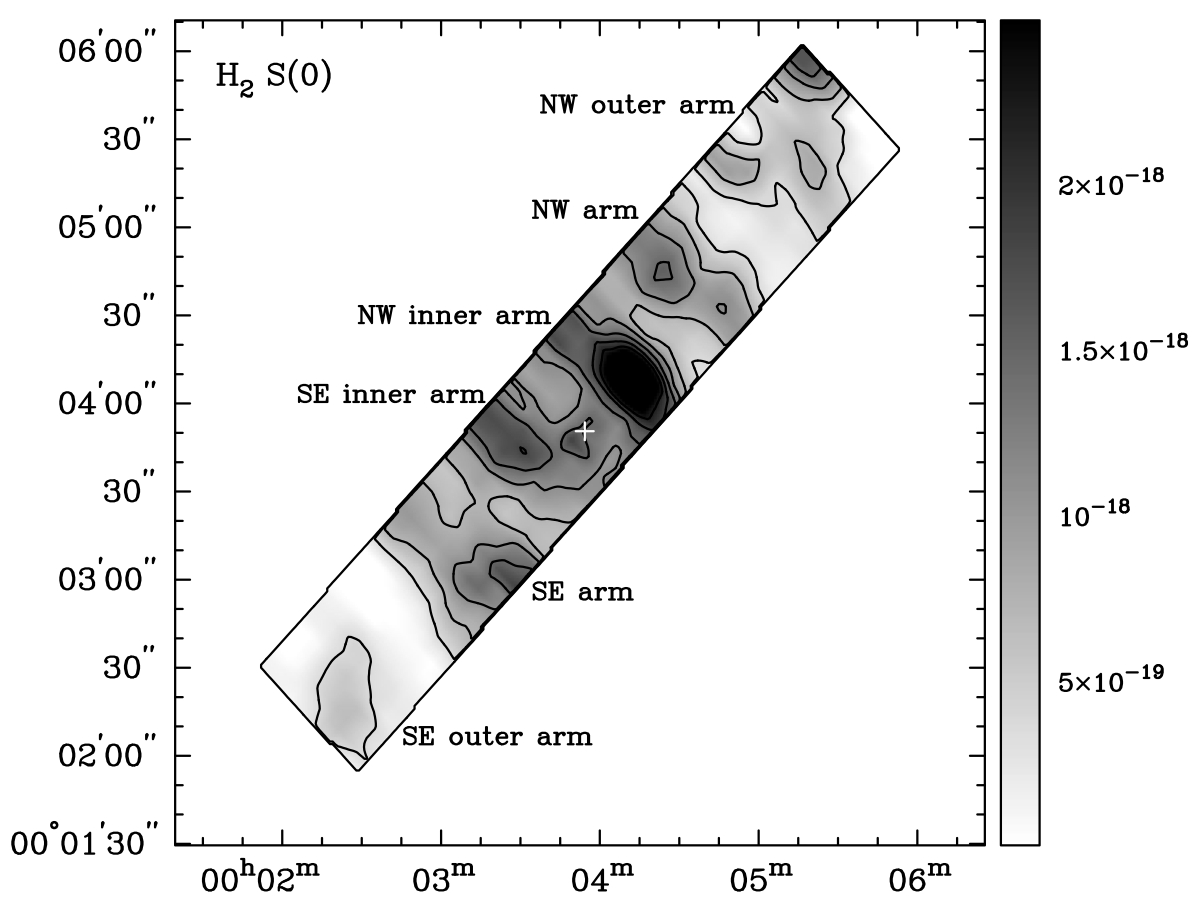 H₂ S(0)
06′00″
30″
05′00″
30″
04′00″
30″
03′00″
30″
02′00″
00°01′30″
NW outer arm
NW arm
NW inner arm
SE inner arm
SE arm
SE outer arm
2×10⁻¹⁸
1.5×10⁻¹⁸
10⁻¹⁸
5×10⁻¹⁹
00ʰ02ᵐ 03ᵐ 04ᵐ 05ᵐ 06ᵐ